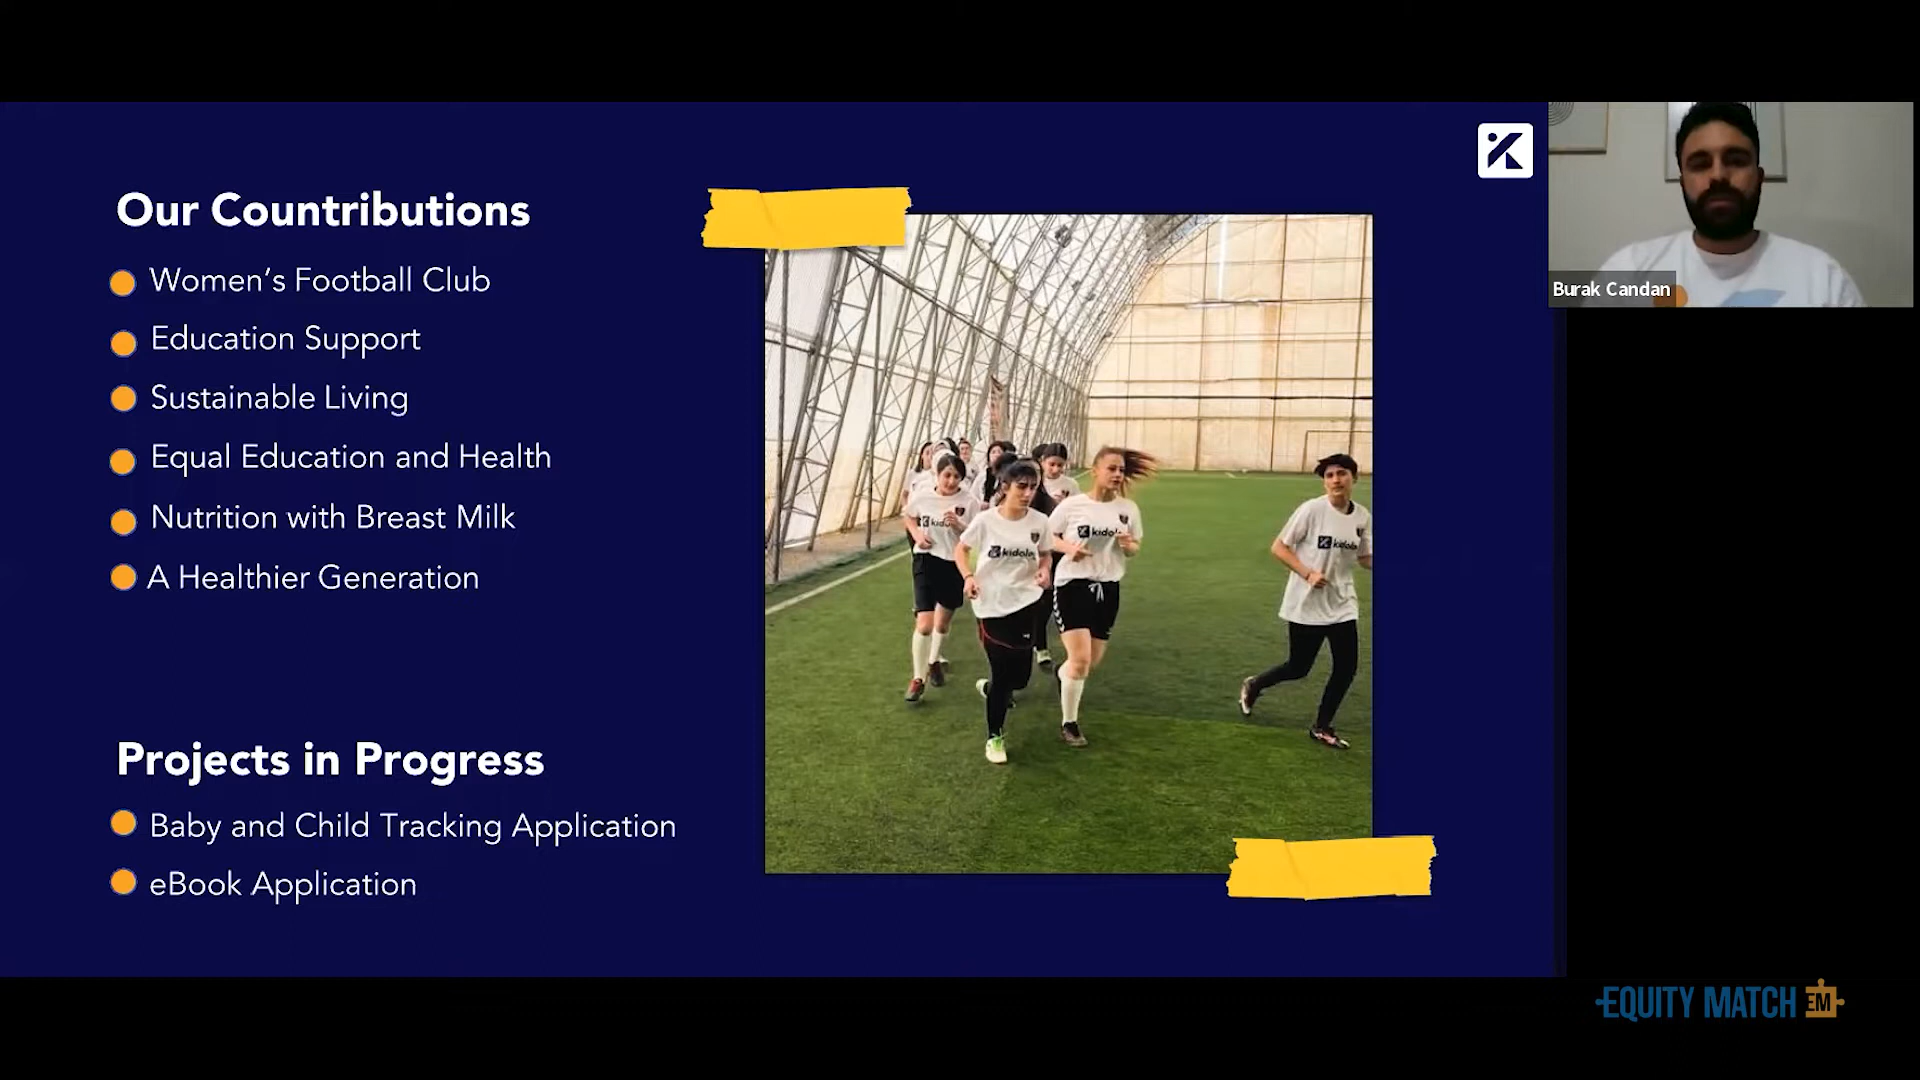 Our Countributions
Women's Football Club
Education Support
Sustainable Living
Equal Education and Health
Nutrition with Breast Milk
A Healthier Generation
Projects in Progress
Baby and Child Tracking Application
eBook Application
Burak Candan
EQUITY MATCH EM